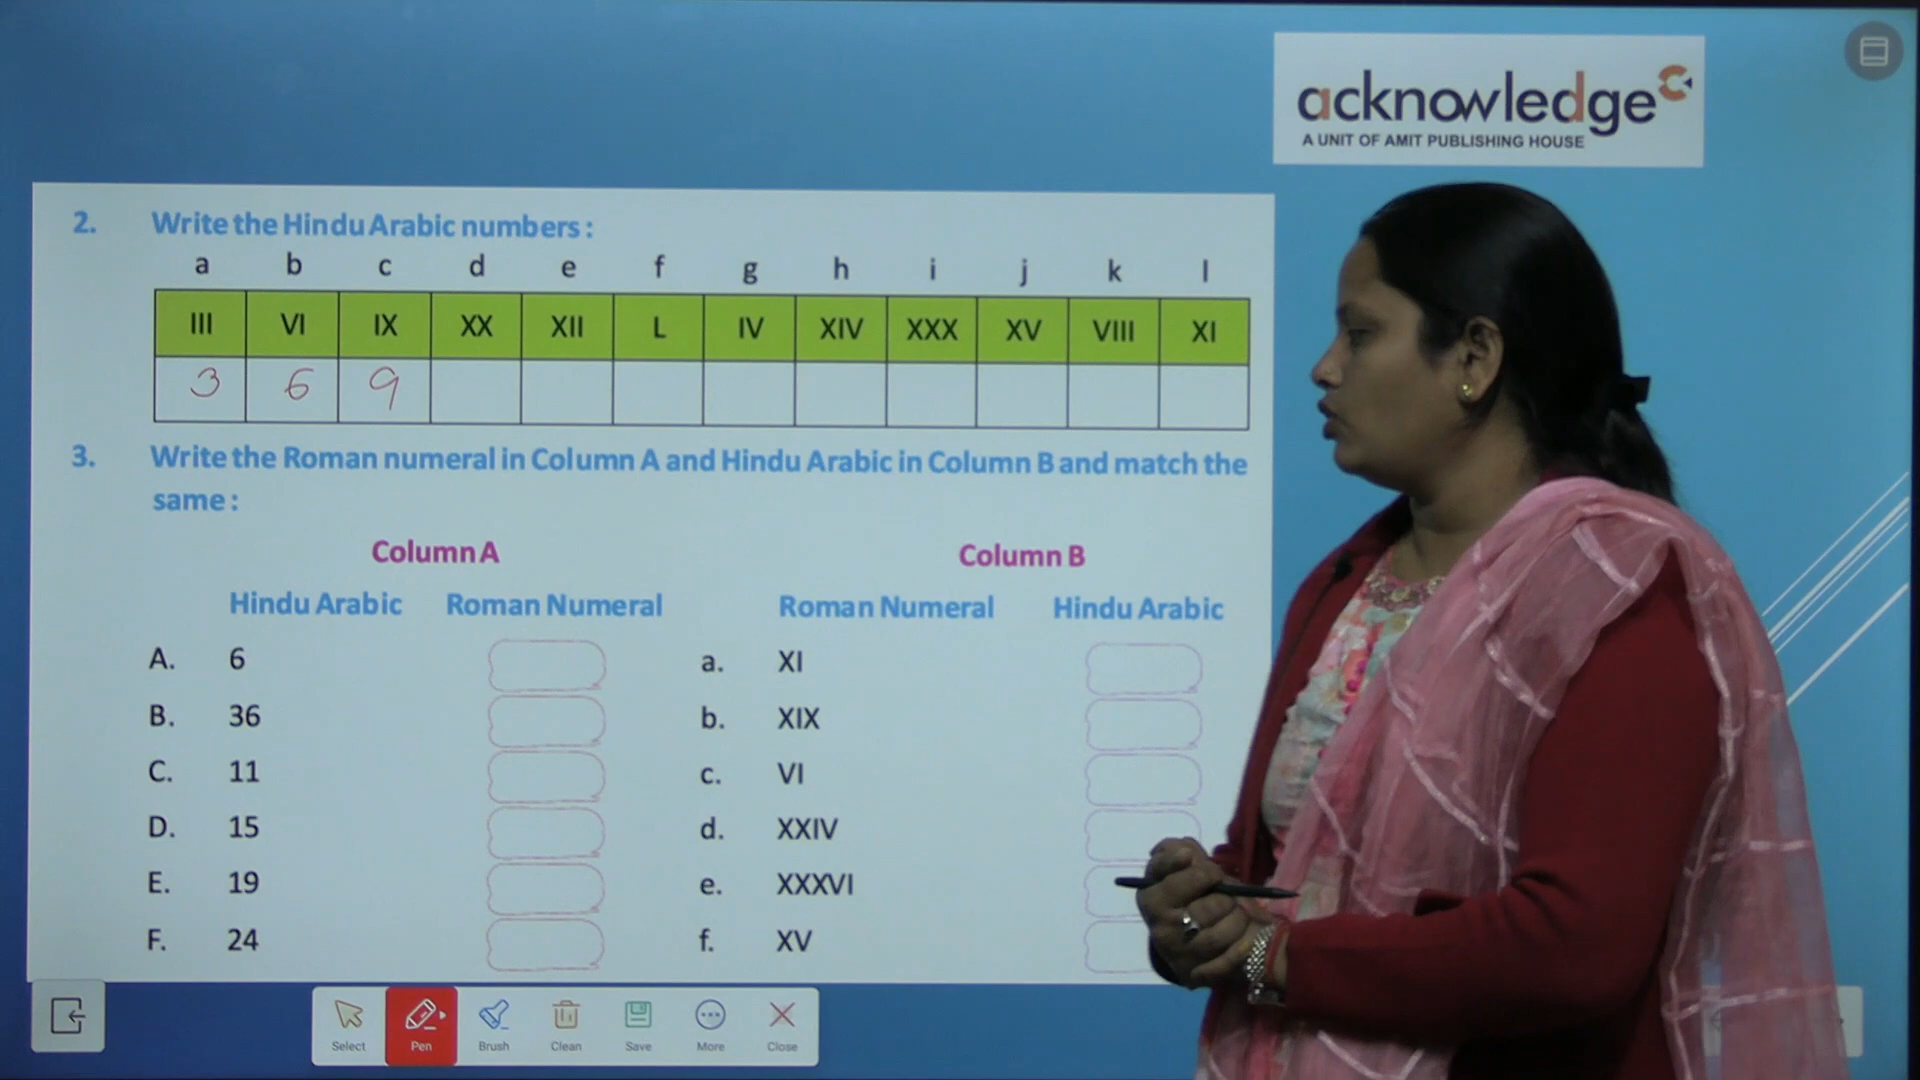 acknowledge
A UNIT OF AMIT PUBLISHING HOUSE
2. Write the Hindu Arabic numbers :
a b c d e f g h i j k l
III VI IX XX XII L IV XIV XXX XV VIII XI
3 6 9
3. Write the Roman numeral in Column A and Hindu Arabic in Column B and match the
same :
Column A Column B
Hindu Arabic Roman Numeral Roman Numeral Hindu Arabic
A. 6 a. XI
B. 36 b. XIX
C. 11 c. VI
D. 15 d. XXIV
E. 19 e. XXXVI
F. 24 f. XV
Select Pen Brush Clean Save More Close